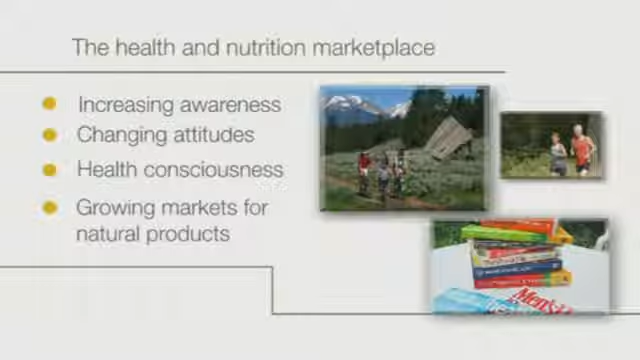 The health and nutrition marketplace
Increasing awareness
Changing attitudes
Health consciousness
Growing markets for
natural products
Men's